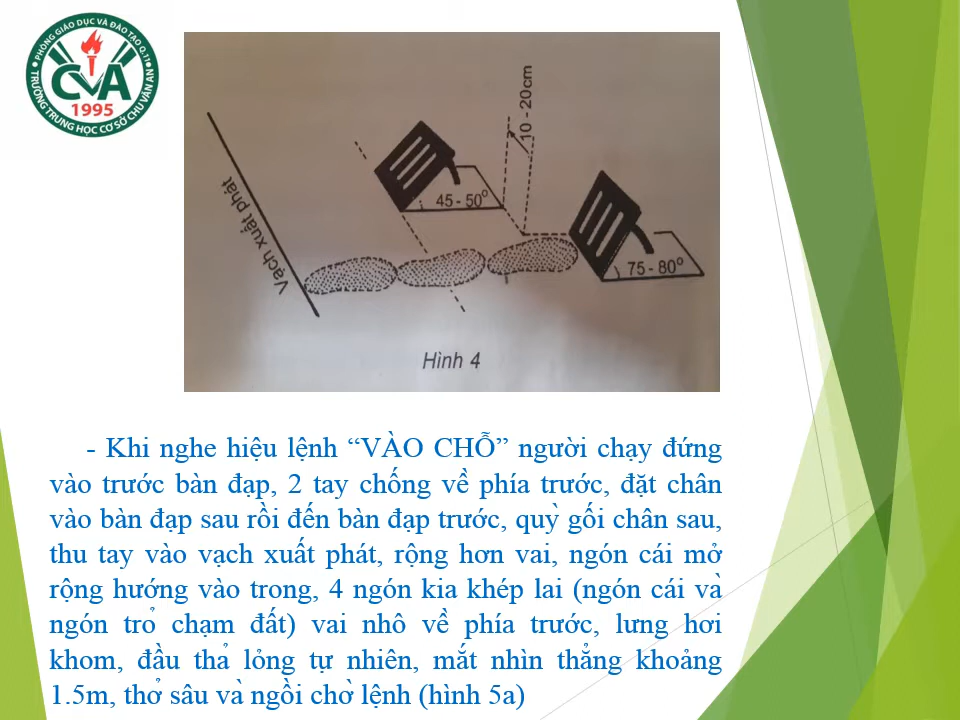 PHÒNG GIÁO DỤC VÀ ĐÀO TẠO Q.11
CVA
1995
TRƯỜNG TRUNG HỌC CƠ SỞ CHU VĂN AN
10 - 20cm
Vạch xuất phát
45 - 50°
75 - 80°
Hình 4
- Khi nghe hiệu lệnh “VÀO CHỖ” người chạy đứng
vào trước bàn đạp, 2 tay chống về phía trước, đặt chân
vào bàn đạp sau rồi đến bàn đạp trước, quỳ gối chân sau,
thu tay vào vạch xuất phát, rộng hơn vai, ngón cái mở
rộng hướng vào trong, 4 ngón kia khép lai (ngón cái và
ngón trỏ chạm đất) vai nhô về phía trước, lưng hơi
khom, đầu thả lỏng tự nhiên, mắt nhìn thẳng khoảng
1.5m, thở sâu và ngồi chờ lệnh (hình 5a)